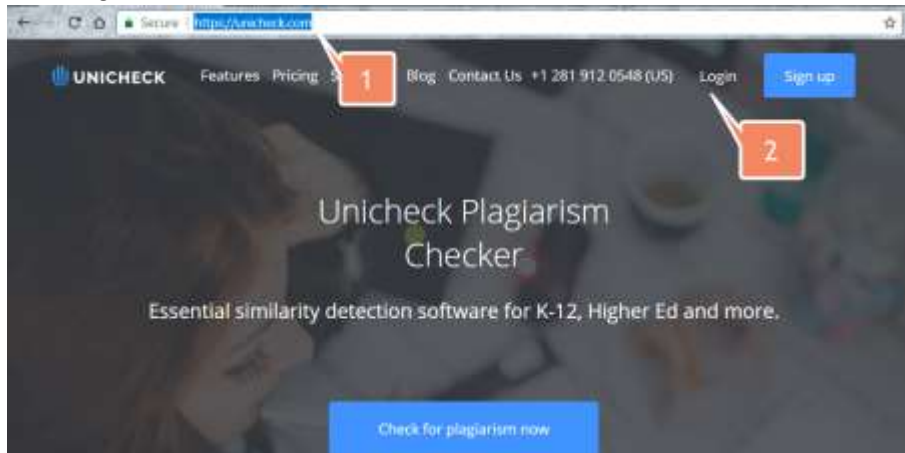 Secure https://unicheck.com
UNICHECK Features Pricing Blog Contact Us +1 281 912 0548 (US) Login Sign up
1
2
Unicheck Plagiarism
Checker
Essential similarity detection software for K-12, Higher Ed and more.
Check for plagiarism now